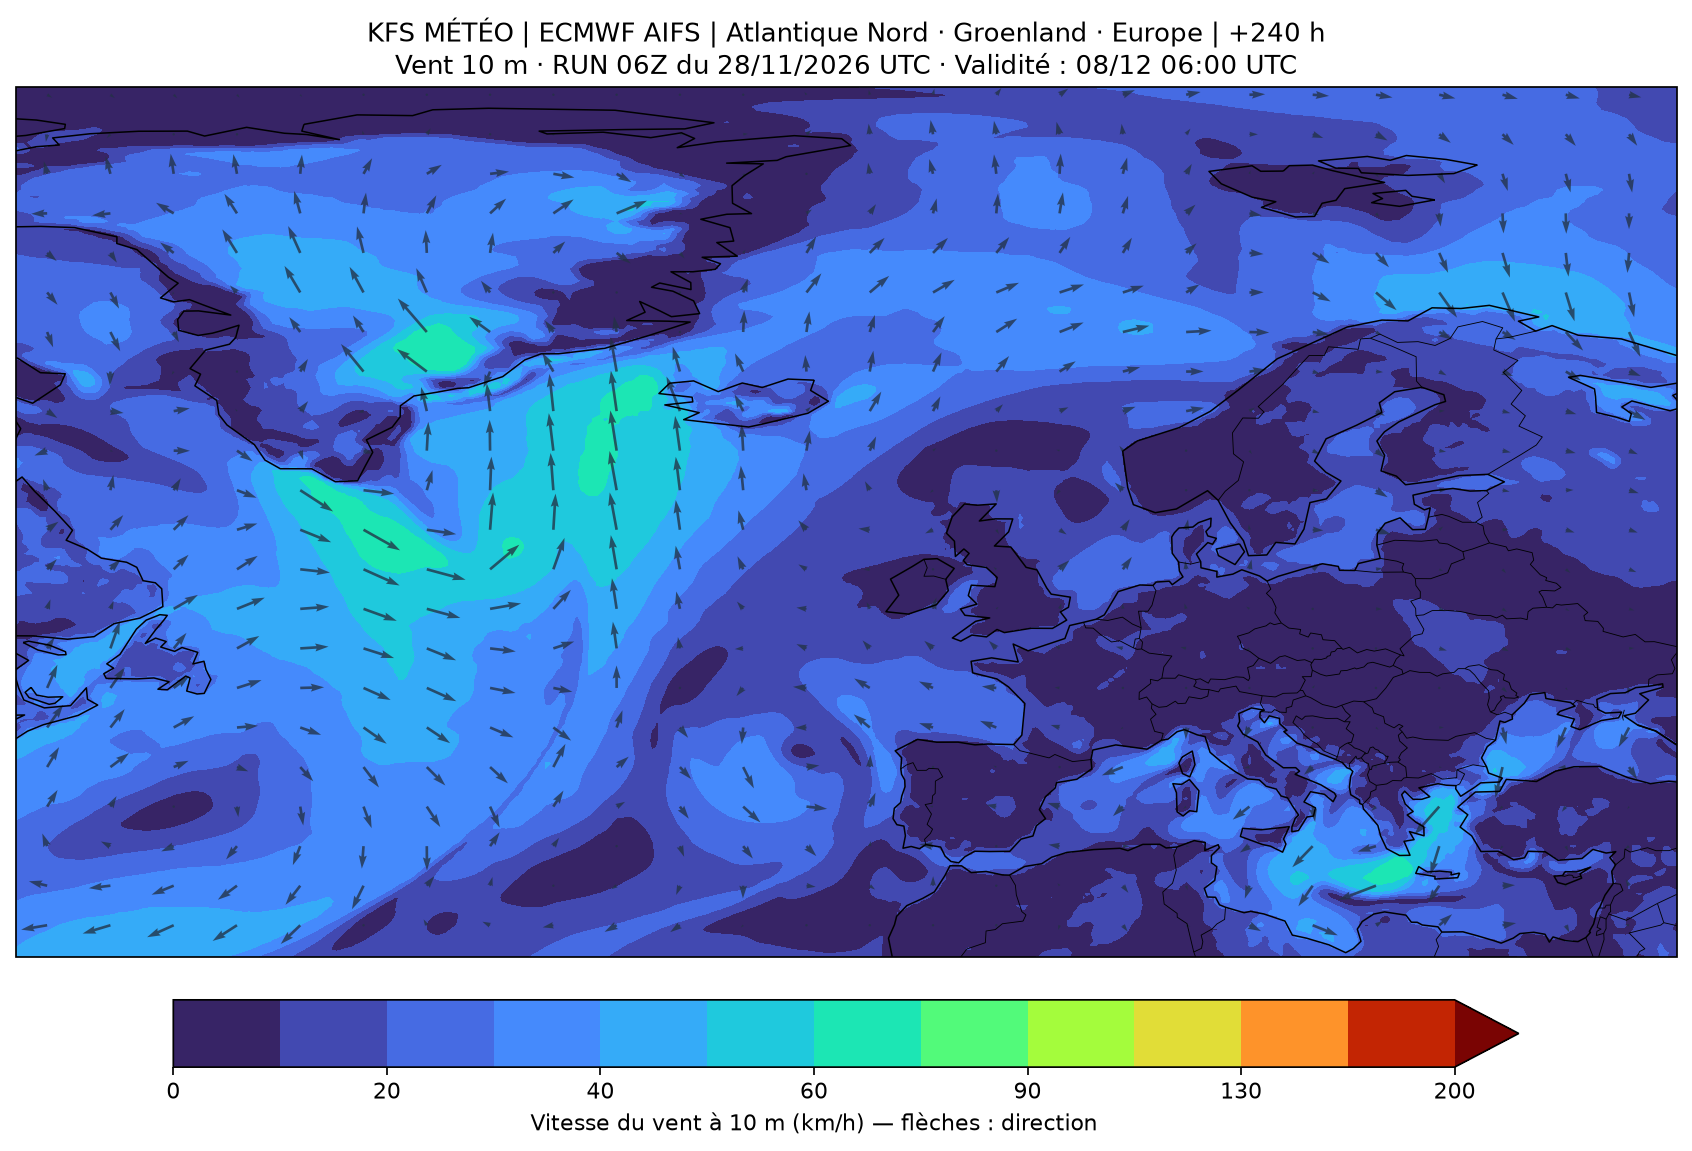 KFS MÉTÉO | ECMWF AIFS | Atlantique Nord · Groenland · Europe | +240 h
Vent 10 m · RUN 06Z du 28/11/2026 UTC · Validité : 08/12 06:00 UTC
0 20 40 60 90 130 200
Vitesse du vent à 10 m (km/h) — flèches : direction